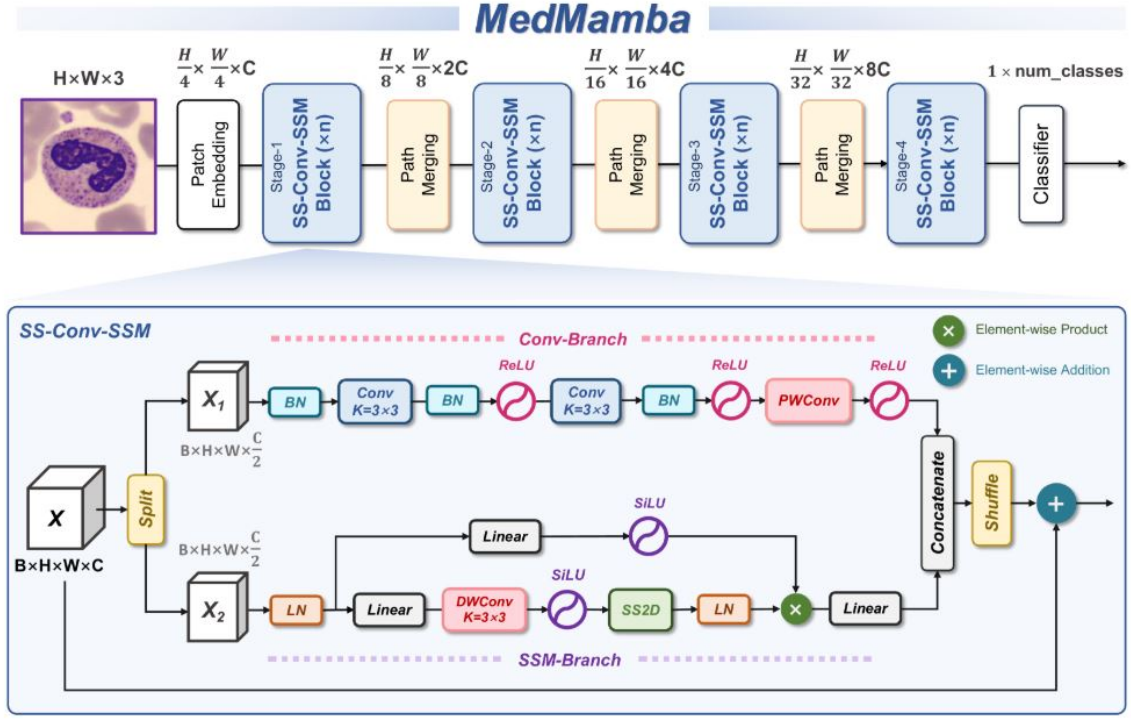 MedMamba
H×W×3
H/4 × W/4 × C
H/8 × W/8 × 2C
H/16 × W/16 × 4C
H/32 × W/32 × 8C
1 × num_classes
Patch
Embedding
Stage-1
SS-Conv-SSM
Block (×n)
Path
Merging
Stage-2
SS-Conv-SSM
Block (×n)
Path
Merging
Stage-3
SS-Conv-SSM
Block (×n)
Path
Merging
Stage-4
SS-Conv-SSM
Block (×n)
Classifier
SS-Conv-SSM
Conv-Branch
× Element-wise Product
+ Element-wise Addition
X1
B×H×W×C/2
BN
Conv
K=3×3
BN
ReLU
Conv
K=3×3
BN
ReLU
PWConv
ReLU
X
B×H×W×C
Split
B×H×W×C/2
X2
LN
Linear
SiLU
Linear
DWConv
K=3×3
SiLU
SS2D
LN
×
Linear
Concatenate
Shuffle
+
SSM-Branch